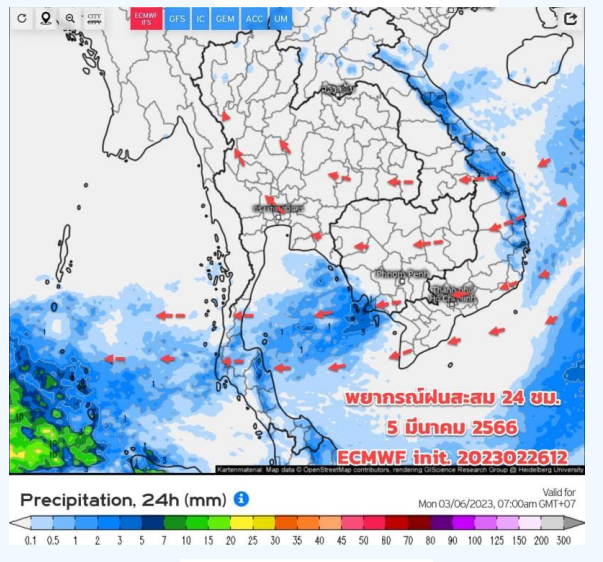 CITY
ECMWF IFS
GFS
IC
GEM
ACC
UM
Phnom Penh
พยากรณ์ฝนสะสม 24 ชม.
5 มีนาคม 2566
ECMWF init. 2023022612
Kartenmaterial: Map data @ OpenStreetMap contributors, rendering GIScience Research Group @ Heidelberg University
Precipitation, 24h (mm)
Valid for
Mon 03/06/2023, 07:00am GMT+07
0.1 0.5 1 2 3 5 7 10 15 20 25 30 35 40 45 50 60 70 80 90 100 125 150 200 300